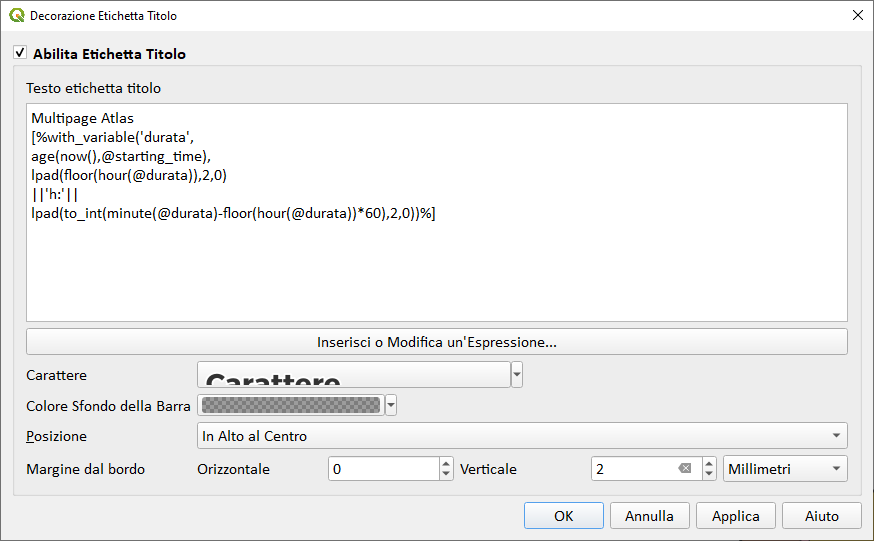 Decorazione Etichetta Titolo
Abilita Etichetta Titolo
Testo etichetta titolo
Multipage Atlas
[%with_variable('durata',
age(now(),@starting_time),
lpad(floor(hour(@durata)),2,0)
||'h:'||
lpad(to_int(minute(@durata)-floor(hour(@durata))*60),2,0))%]
Inserisci o Modifica un'Espressione...
Carattere Carattere
Colore Sfondo della Barra
Posizione In Alto al Centro
Margine dal bordo Orizzontale 0 Verticale 2 Millimetri
OK Annulla Applica Aiuto